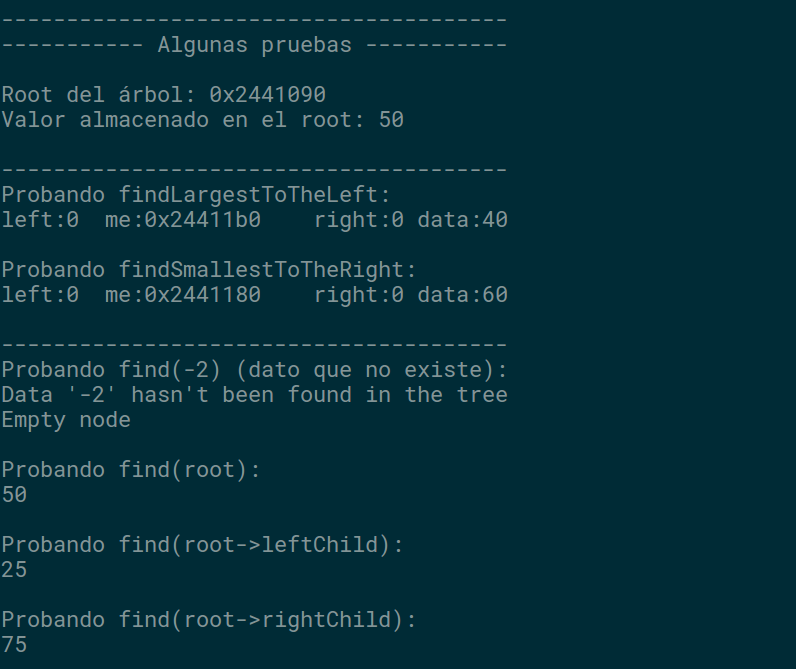 ---------------------------------------
----------- Algunas pruebas -----------
Root del árbol: 0x2441090
Valor almacenado en el root: 50
---------------------------------------
Probando findLargestToTheLeft:
left:0  me:0x24411b0    right:0 data:40
Probando findSmallestToTheRight:
left:0  me:0x2441180    right:0 data:60
---------------------------------------
Probando find(-2) (dato que no existe):
Data '-2' hasn't been found in the tree
Empty node
Probando find(root):
50
Probando find(root->leftChild):
25
Probando find(root->rightChild):
75